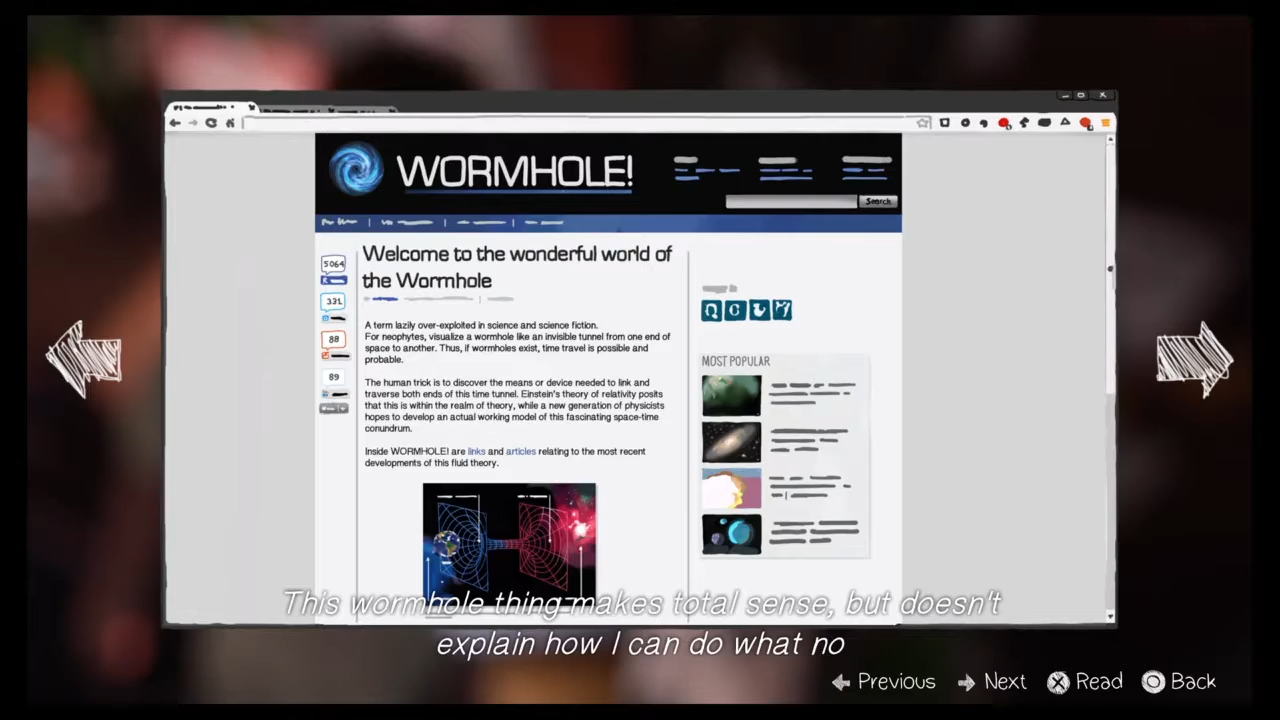 WORMHOLE!
Search
Welcome to the wonderful world of
the Wormhole
5064
331
88
89
A term lazily over-exploited in science and science fiction.
For neophytes, visualize a wormhole like an invisible tunnel from one end of
space to another. Thus, if wormholes exist, time travel is possible and
probable.
The human trick is to discover the means or device needed to link and
traverse both ends of this time tunnel. Einstein's theory of relativity posits
that this is within the realm of theory, while a new generation of physicists
hopes to develop an actual working model of this fascinating space-time
conundrum.
Inside WORMHOLE! are links and articles relating to the most recent
developments of this fluid theory.
MOST POPULAR
This wormhole thing makes total sense, but doesn't
explain how I can do what no
Previous Next Read Back